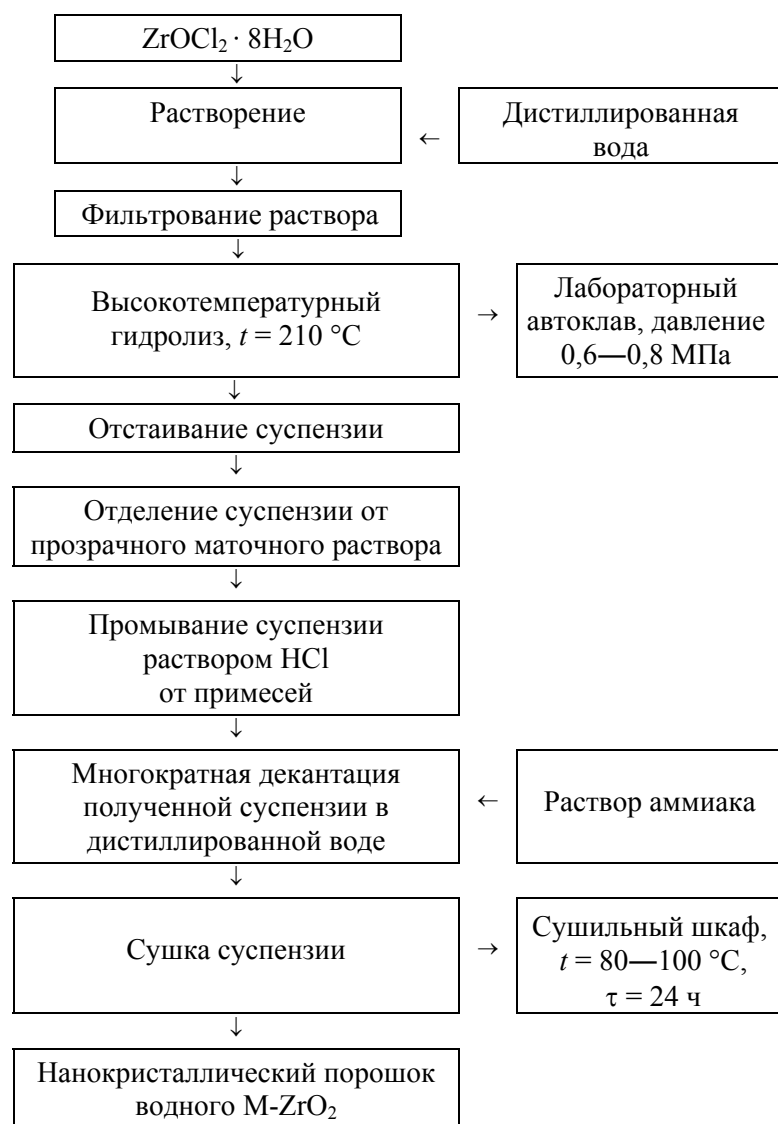 ZrOCl₂ · 8H₂O
↓
Растворение
←
Дистиллированная
вода
↓
Фильтрование раствора
↓
Высокотемпературный
гидролиз, t = 210 °C
→
Лабораторный
автоклав, давление
0,6—0,8 МПа
↓
Отстаивание суспензии
↓
Отделение суспензии от
прозрачного маточного раствора
↓
Промывание суспензии
раствором HCl
от примесей
↓
Многократная декантация
полученной суспензии в
дистиллированной воде
←
Раствор аммиака
↓
Сушка суспензии
→
Сушильный шкаф,
t = 80—100 °C,
τ = 24 ч
↓
Нанокристаллический порошок
водного M-ZrO₂